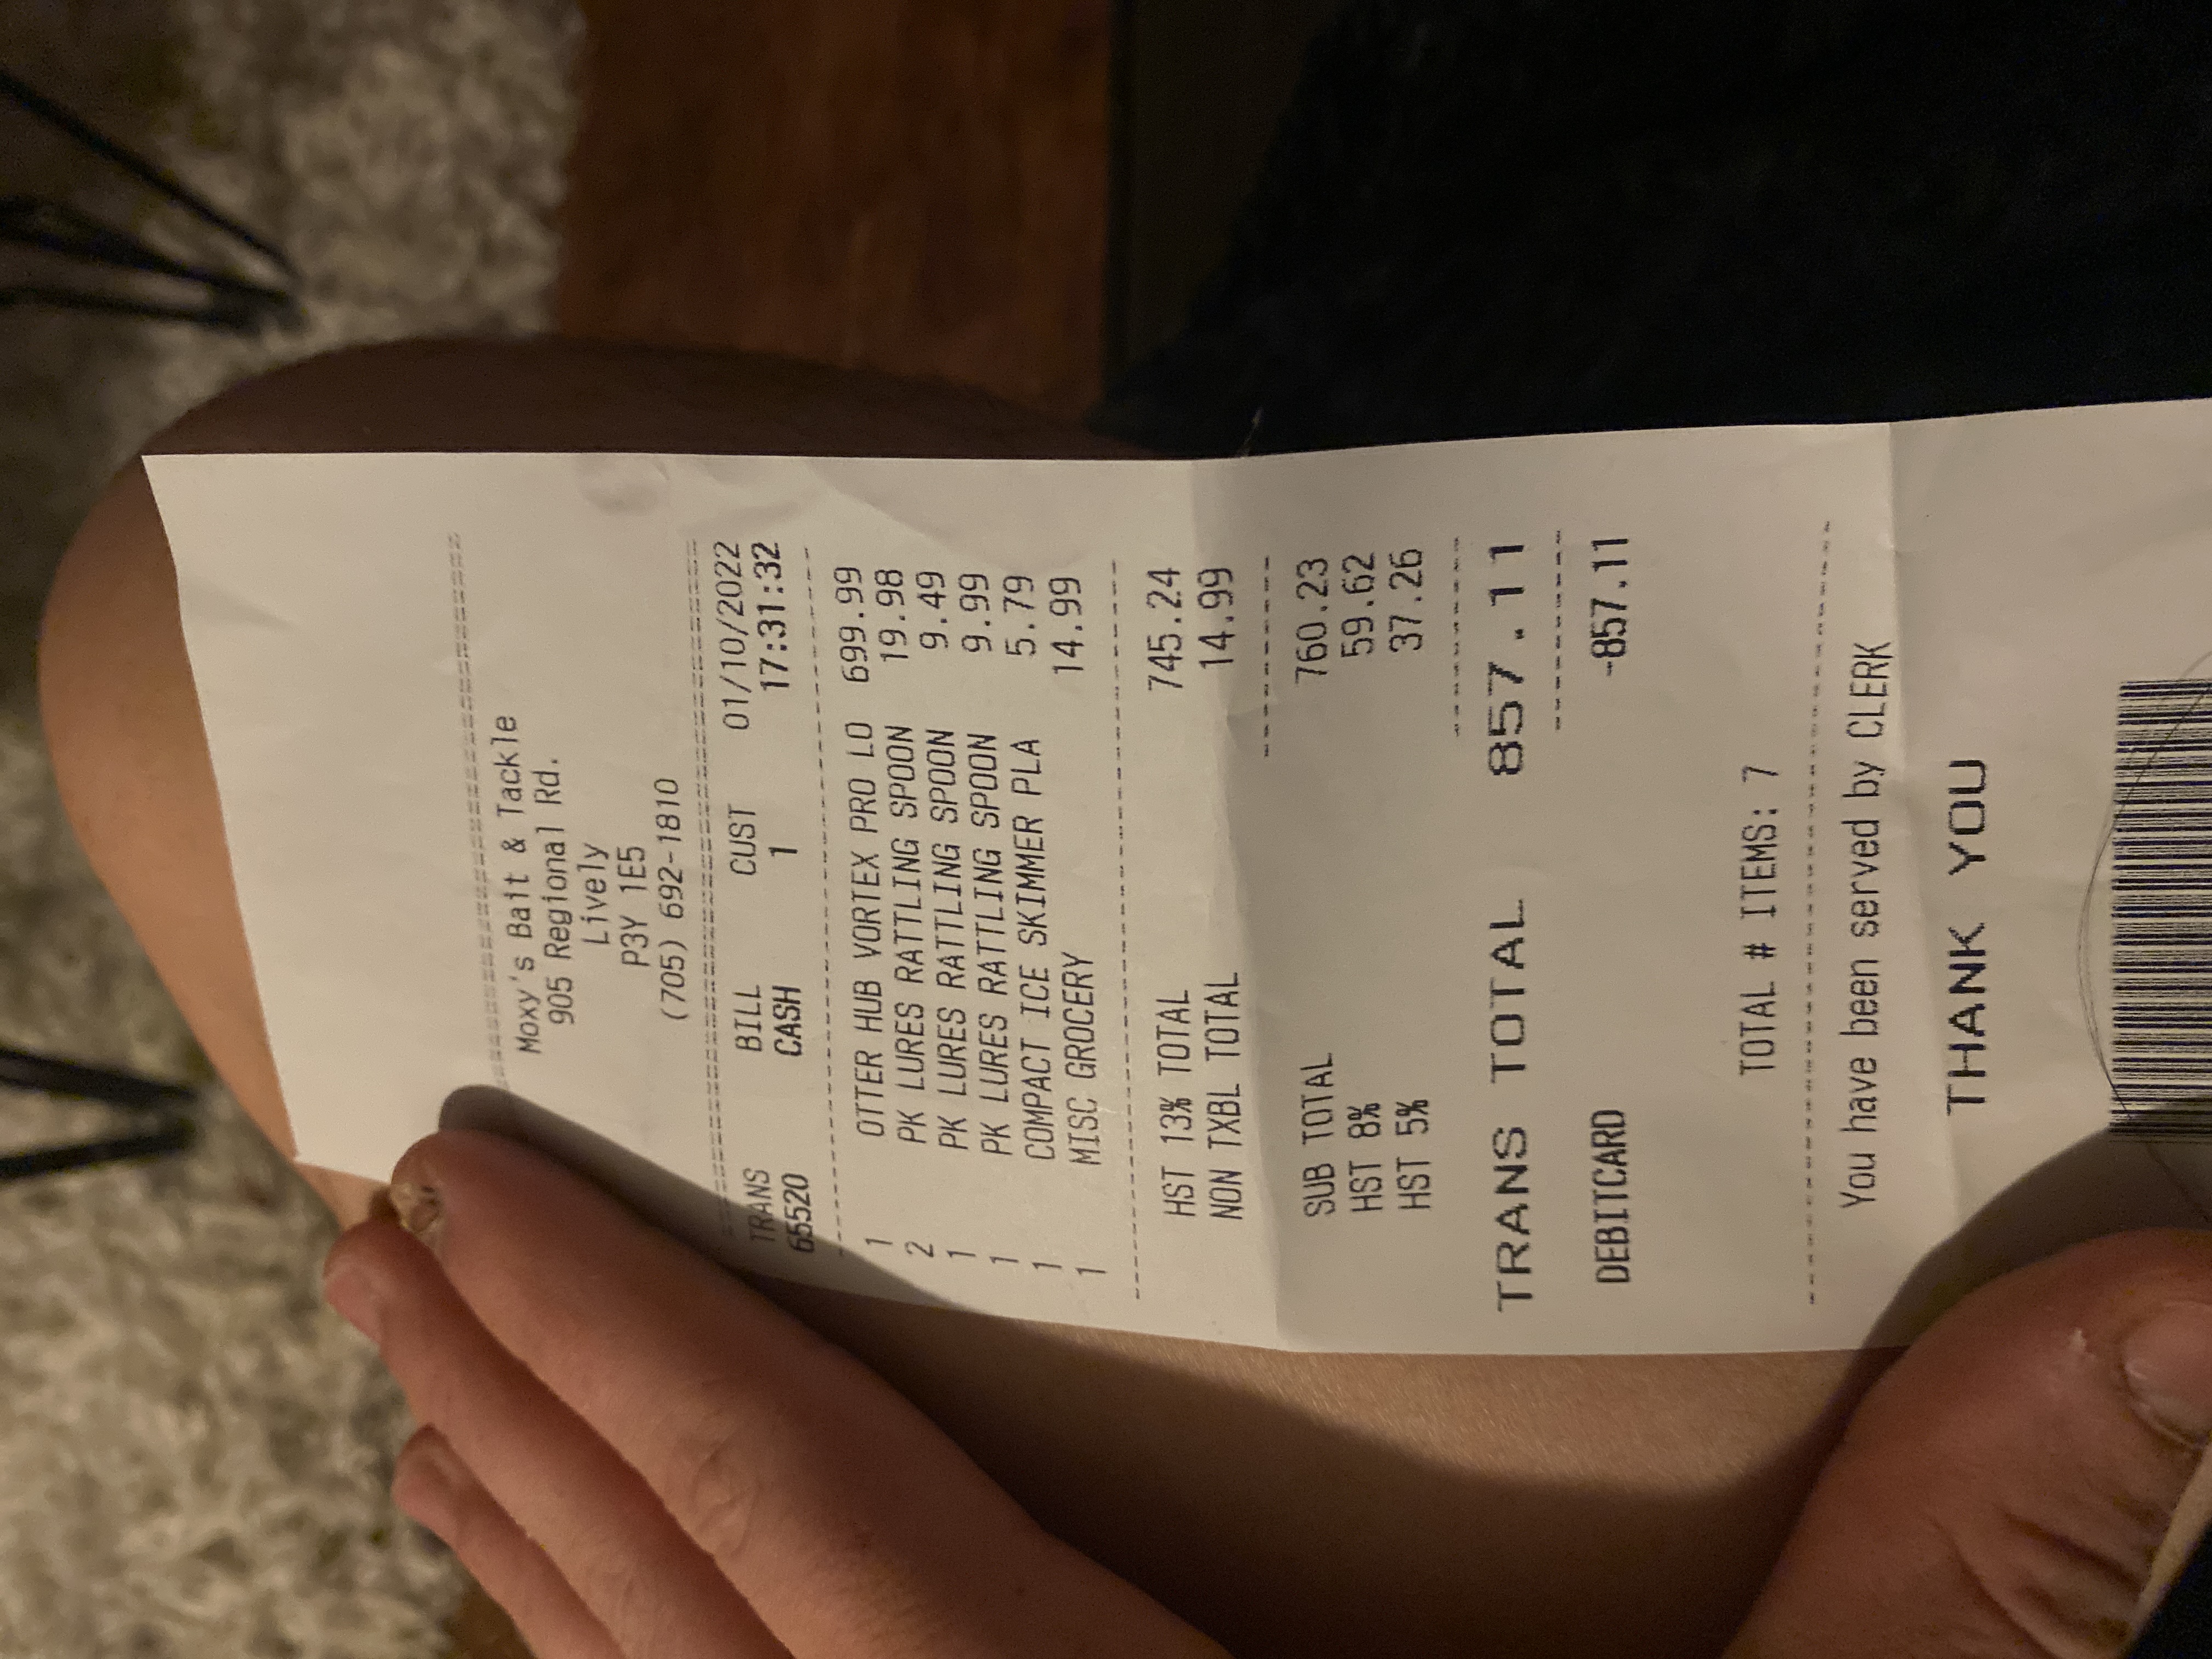 Moxy's Bait & Tackle
905 Regional Rd.
Lively
P3Y 1E5
(705) 692-1810
TRANS BILL CUST 01/10/2022
65520 CASH 1 17:31:32
1 OTTER HUB VORTEX PRO LO 699.99
2 PK LURES RATTLING SPOON 19.98
1 PK LURES RATTLING SPOON 9.49
1 PK LURES RATTLING SPOON 9.99
1 COMPACT ICE SKIMMER PLA 5.79
1 MISC GROCERY 14.99
HST 13% TOTAL 745.24
NON TXBL TOTAL 14.99
SUB TOTAL 760.23
HST 8% 59.62
HST 5% 37.26
TRANS TOTAL 857.11
DEBITCARD -857.11
TOTAL # ITEMS: 7
You have been served by CLERK
THANK YOU